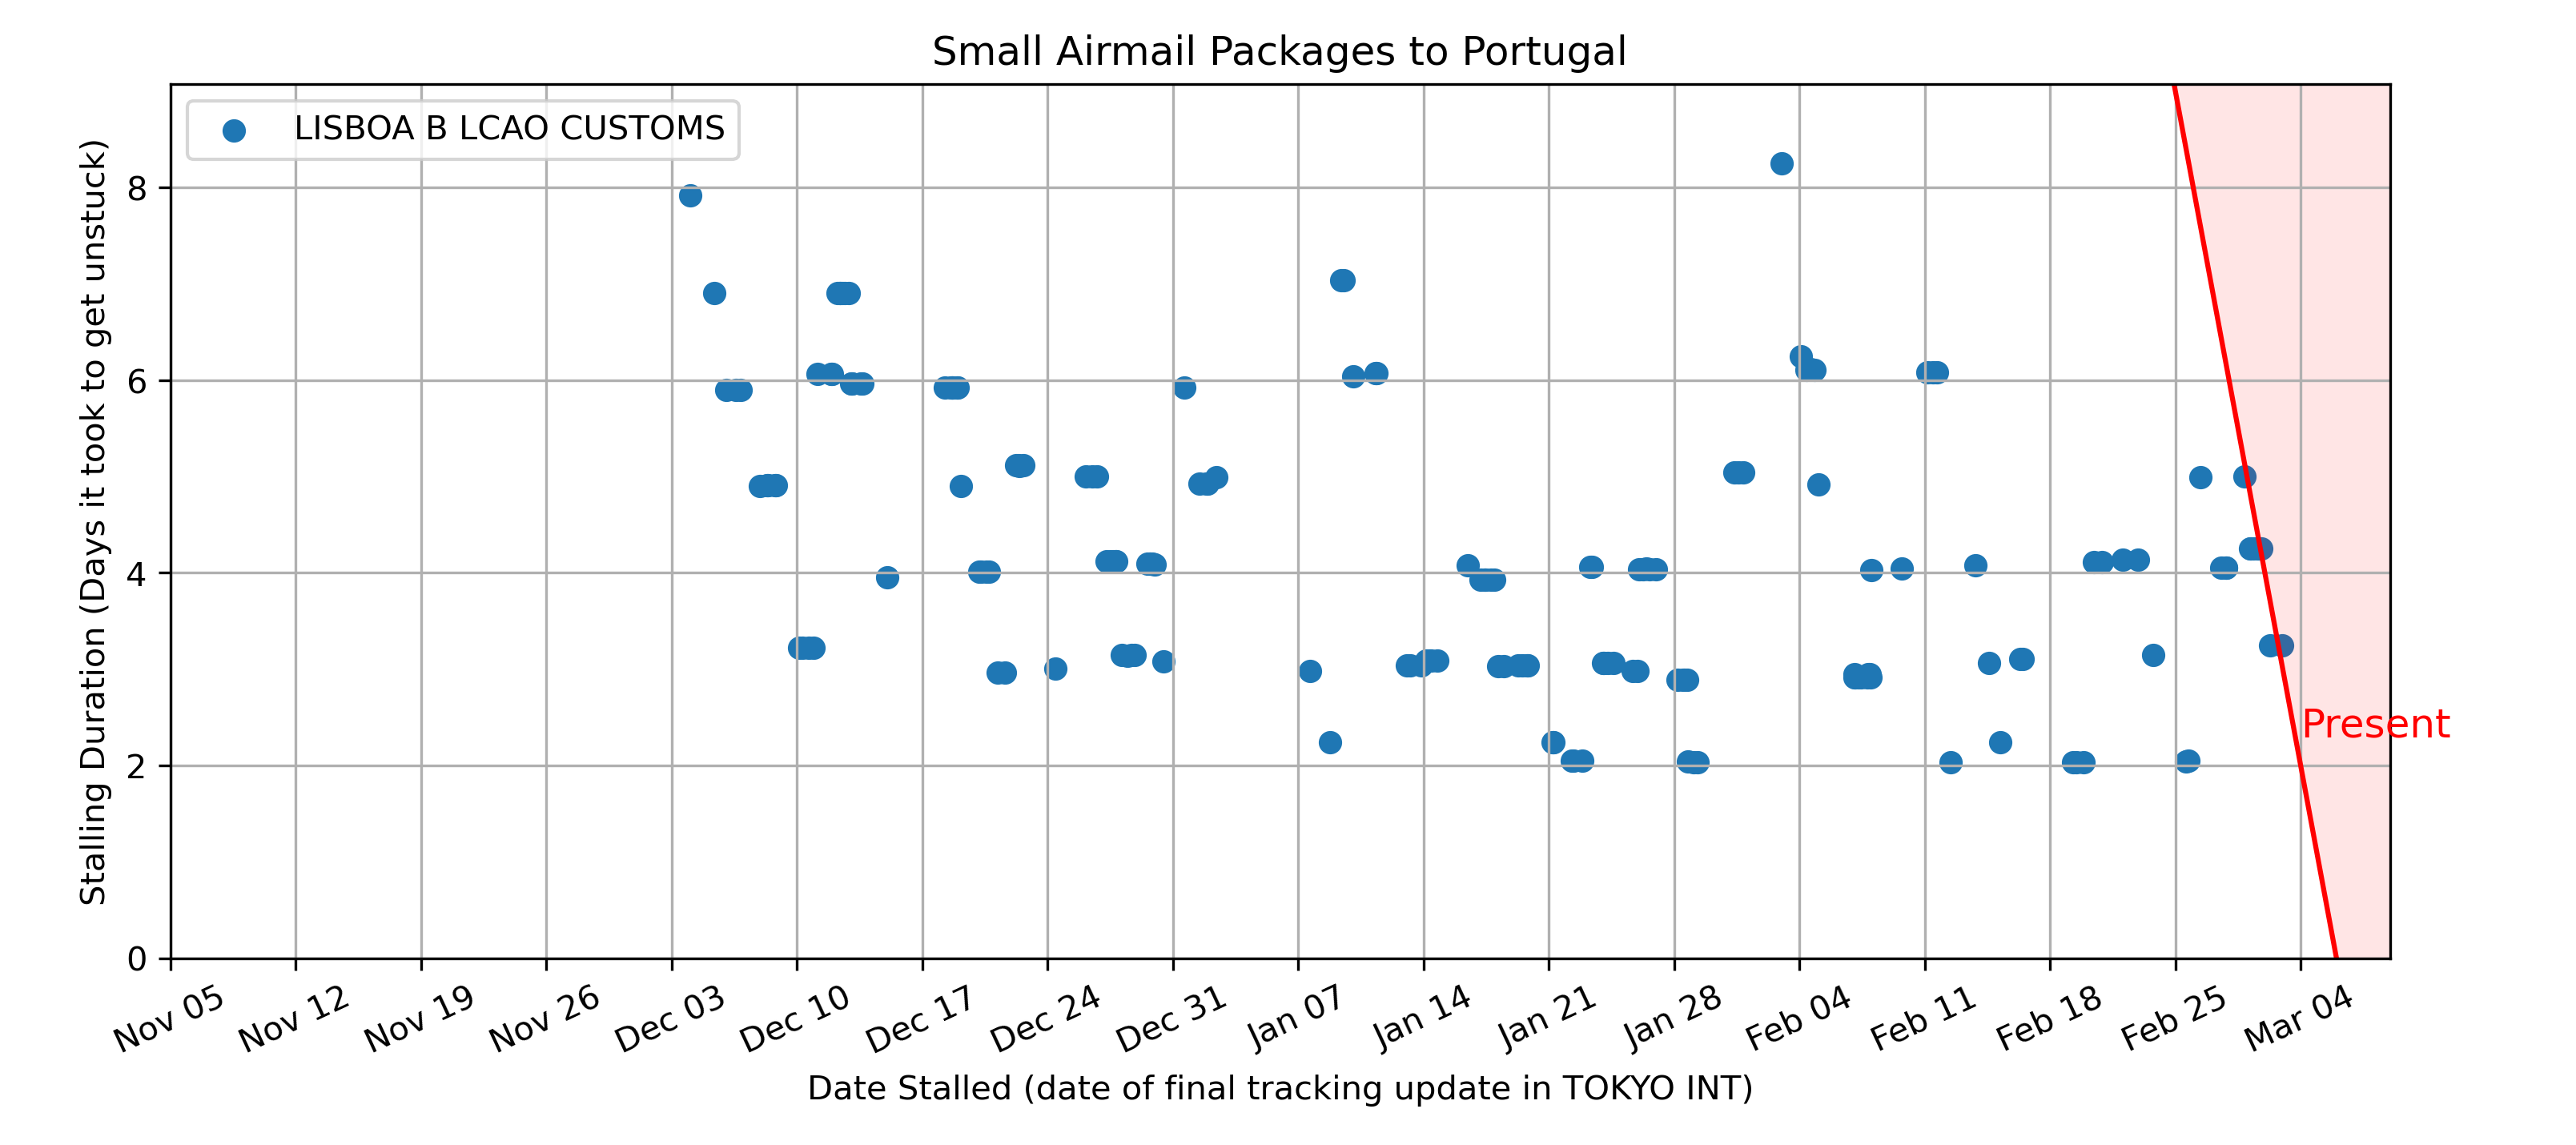 Small Airmail Packages to Portugal
LISBOA B LCAO CUSTOMS
Stalling Duration (Days it took to get unstuck)
8
6
4
2
0
Present
Nov 05
Nov 12
Nov 19
Nov 26
Dec 03
Dec 10
Dec 17
Dec 24
Dec 31
Jan 07
Jan 14
Jan 21
Jan 28
Feb 04
Feb 11
Feb 18
Feb 25
Mar 04
Date Stalled (date of final tracking update in TOKYO INT)